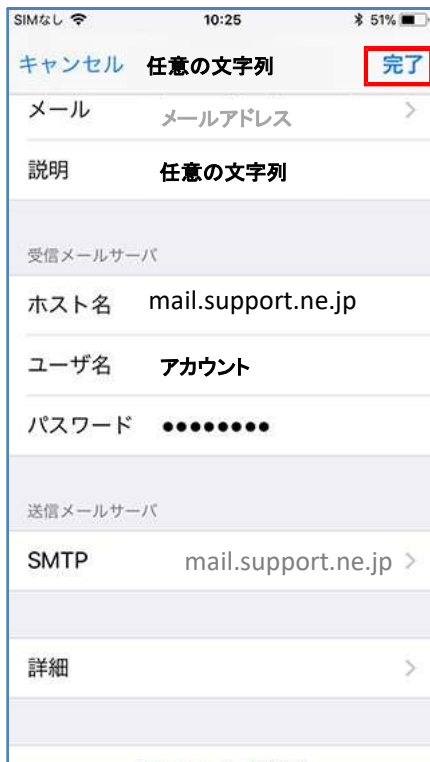 SIMなし 10:25 51%
キャンセル 任意の文字列 完了
メール メールアドレス
説明 任意の文字列
受信メールサーバ
ホスト名 mail.support.ne.jp
ユーザ名 アカウント
パスワード ●●●●●●●●
送信メールサーバ
SMTP mail.support.ne.jp
詳細